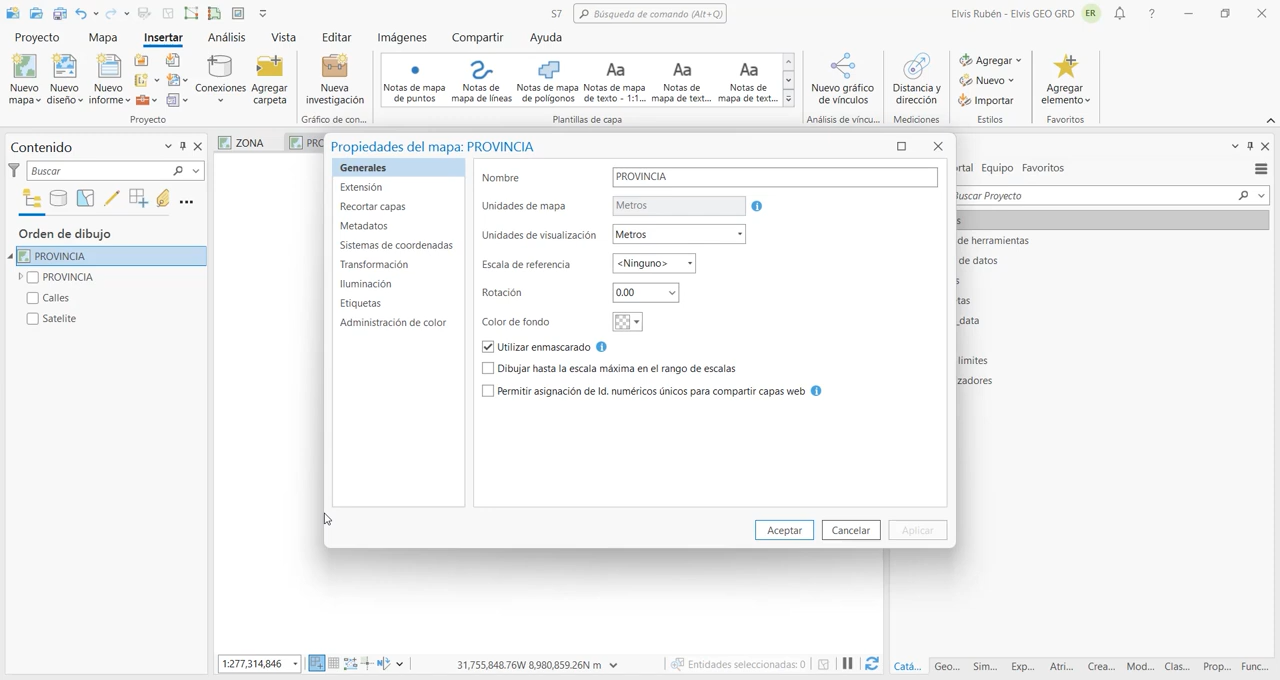 S7
Búsqueda de comando (Alt+Q)
Elvis Rubén - Elvis GEO GRD
ER
Proyecto
Mapa
Insertar
Análisis
Vista
Editar
Imágenes
Compartir
Ayuda
Nuevo mapa
Nuevo diseño
Nuevo informe
Conexiones
Agregar carpeta
Nueva investigación
Notas de mapa de puntos
Notas de mapa de líneas
Notas de mapa de polígonos
Notas de mapa de texto - 1:1...
Notas de mapa de text...
Notas de mapa de text...
Nuevo gráfico de vínculos
Distancia y dirección
Agregar
Nuevo
Importar
Agregar elemento
Proyecto
Gráfico de con...
Plantillas de capa
Análisis de víncu...
Mediciones
Estilos
Favoritos
Contenido
Buscar
Orden de dibujo
PROVINCIA
PROVINCIA
Calles
Satelite
ZONA
PRO
Propiedades del mapa: PROVINCIA
Generales
Extensión
Recortar capas
Metadatos
Sistemas de coordenadas
Transformación
Iluminación
Etiquetas
Administración de color
Nombre
PROVINCIA
Unidades de mapa
Metros
Unidades de visualización
Metros
Escala de referencia
<Ninguno>
Rotación
0.00
Color de fondo
Utilizar enmascarado
Dibujar hasta la escala máxima en el rango de escalas
Permitir asignación de Id. numéricos únicos para compartir capas web
Aceptar
Cancelar
Aplicar
rtal
Equipo
Favoritos
Buscar Proyecto
s
de herramientas
de datos
s
tas
_data
limites
zadores
1:277,314,846
31,755,848.76W 8,980,859.26N m
Entidades seleccionadas: 0
Catá...
Geo...
Sim...
Exp...
Atri...
Crea...
Mod...
Clas...
Prop...
Func...